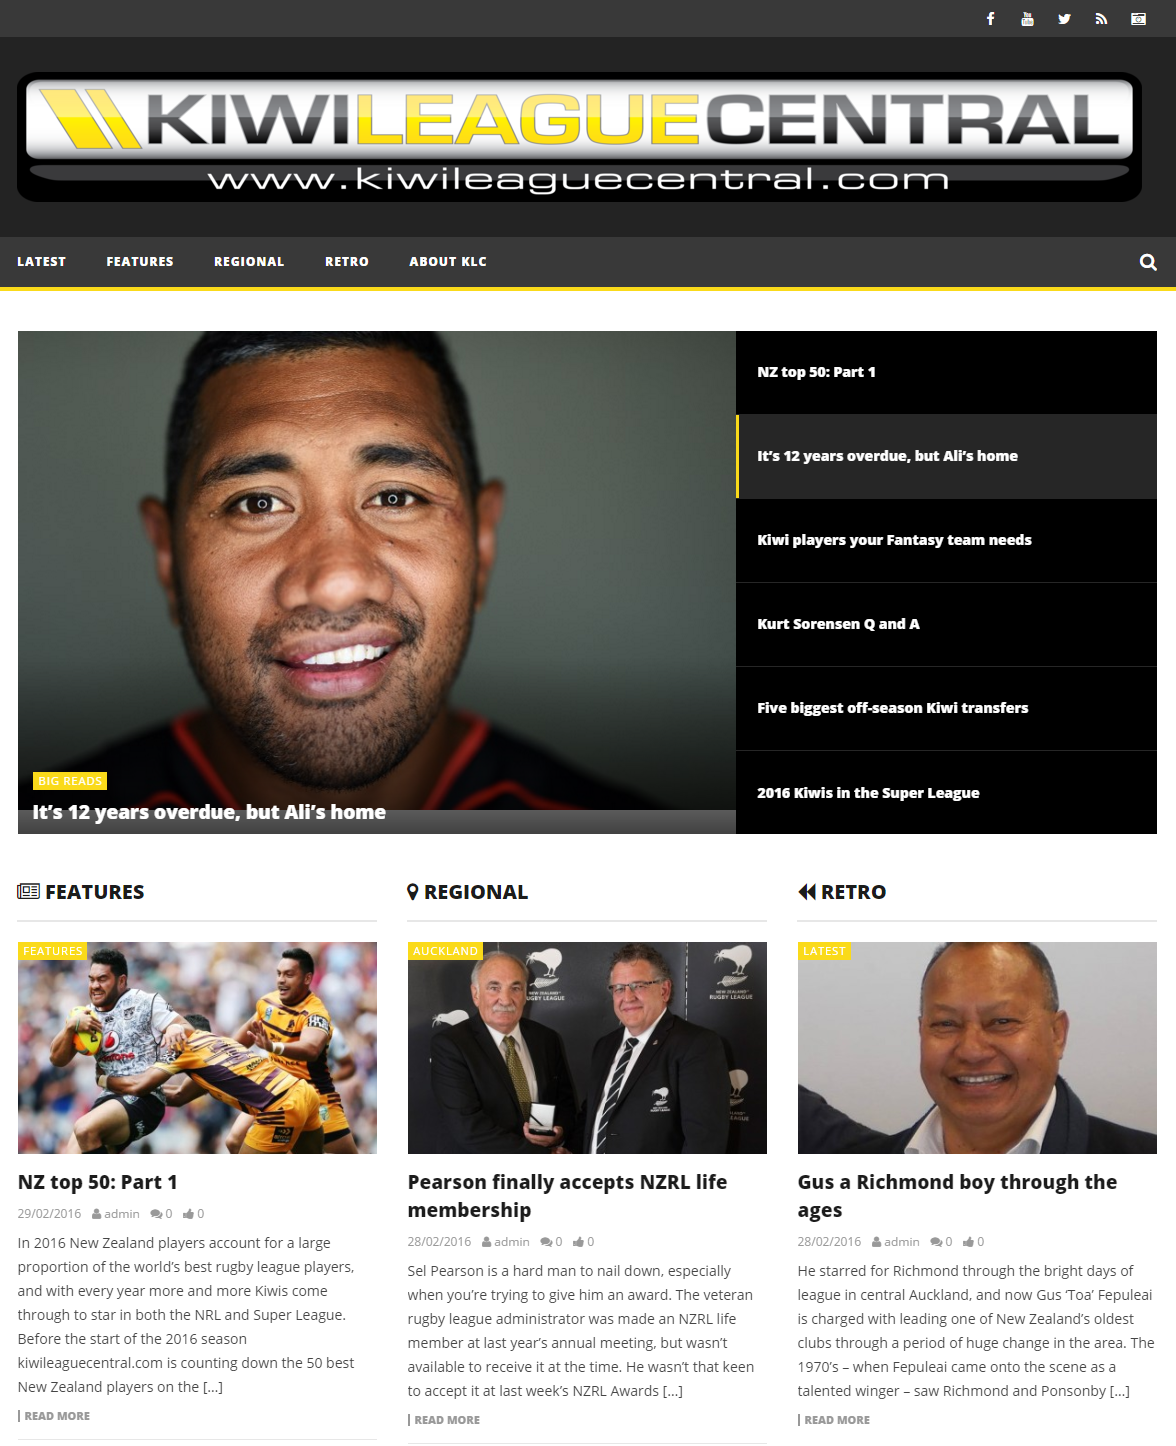 KIWILEAGUECENTRAL
www.kiwileaguecentral.com
LATEST FEATURES REGIONAL RETRO ABOUT KLC
NZ top 50: Part 1
It’s 12 years overdue, but Ali’s home
Kiwi players your Fantasy team needs
Kurt Sorensen Q and A
Five biggest off-season Kiwi transfers
2016 Kiwis in the Super League
BIG READS
It’s 12 years overdue, but Ali’s home
FEATURES
FEATURES
NZ top 50: Part 1
29/02/2016 admin 0 0
In 2016 New Zealand players account for a large
proportion of the world’s best rugby league players,
and with every year more and more Kiwis come
through to star in both the NRL and Super League.
Before the start of the 2016 season
kiwileaguecentral.com is counting down the 50 best
New Zealand players on the [...]
READ MORE
REGIONAL
AUCKLAND
NEW ZEALAND
RUGBY LEAGUE
Pearson finally accepts NZRL life
membership
28/02/2016 admin 0 0
Sel Pearson is a hard man to nail down, especially
when you’re trying to give him an award. The veteran
rugby league administrator was made an NZRL life
member at last year’s annual meeting, but wasn’t
available to receive it at the time. He wasn’t that keen
to accept it at last week’s NZRL Awards [...]
READ MORE
RETRO
LATEST
Gus a Richmond boy through the
ages
28/02/2016 admin 0 0
He starred for Richmond through the bright days of
league in central Auckland, and now Gus ‘Toa’ Fepuleai
is charged with leading one of New Zealand’s oldest
clubs through a period of huge change in the area. The
1970’s – when Fepuleai came onto the scene as a
talented winger – saw Richmond and Ponsonby [...]
READ MORE